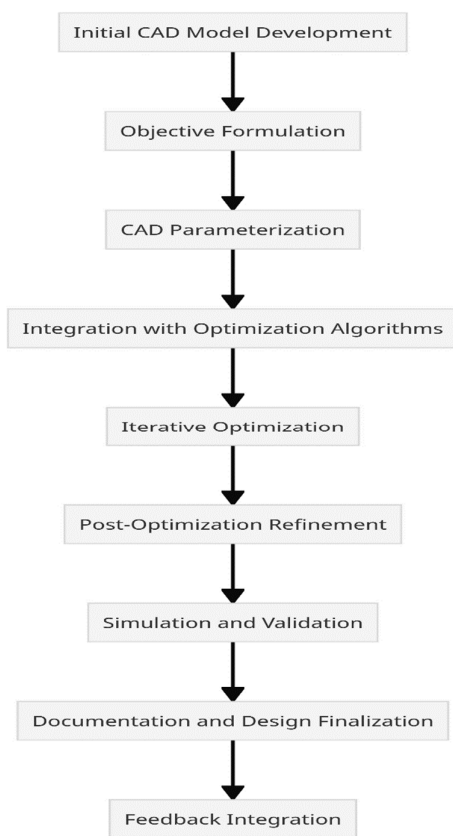 Initial CAD Model Development
Objective Formulation
CAD Parameterization
Integration with Optimization Algorithms
Iterative Optimization
Post-Optimization Refinement
Simulation and Validation
Documentation and Design Finalization
Feedback Integration